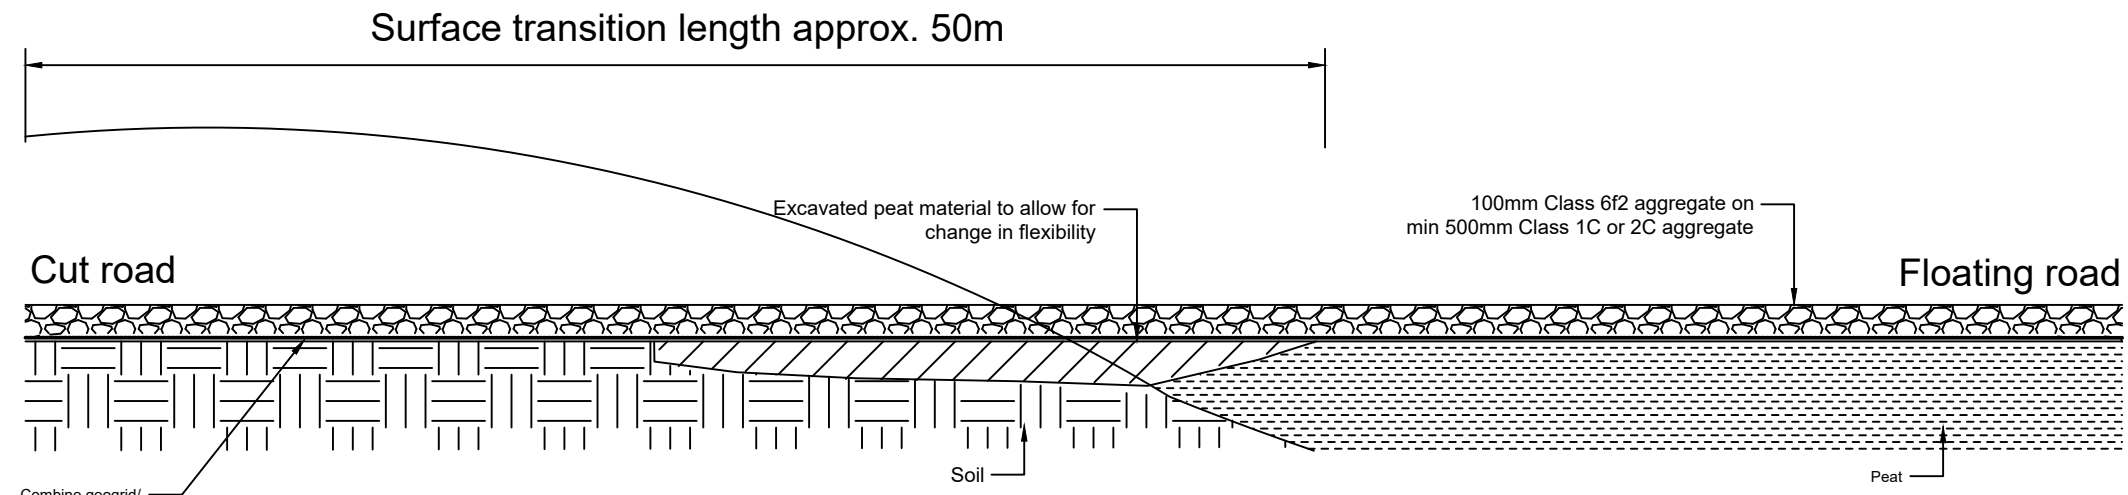 Surface transition length approx. 50m
Excavated peat material to allow for
change in flexibility
100mm Class 6f2 aggregate on
min 500mm Class 1C or 2C aggregate
Cut road
Floating road
Soil
Peat
Combine geogrid/